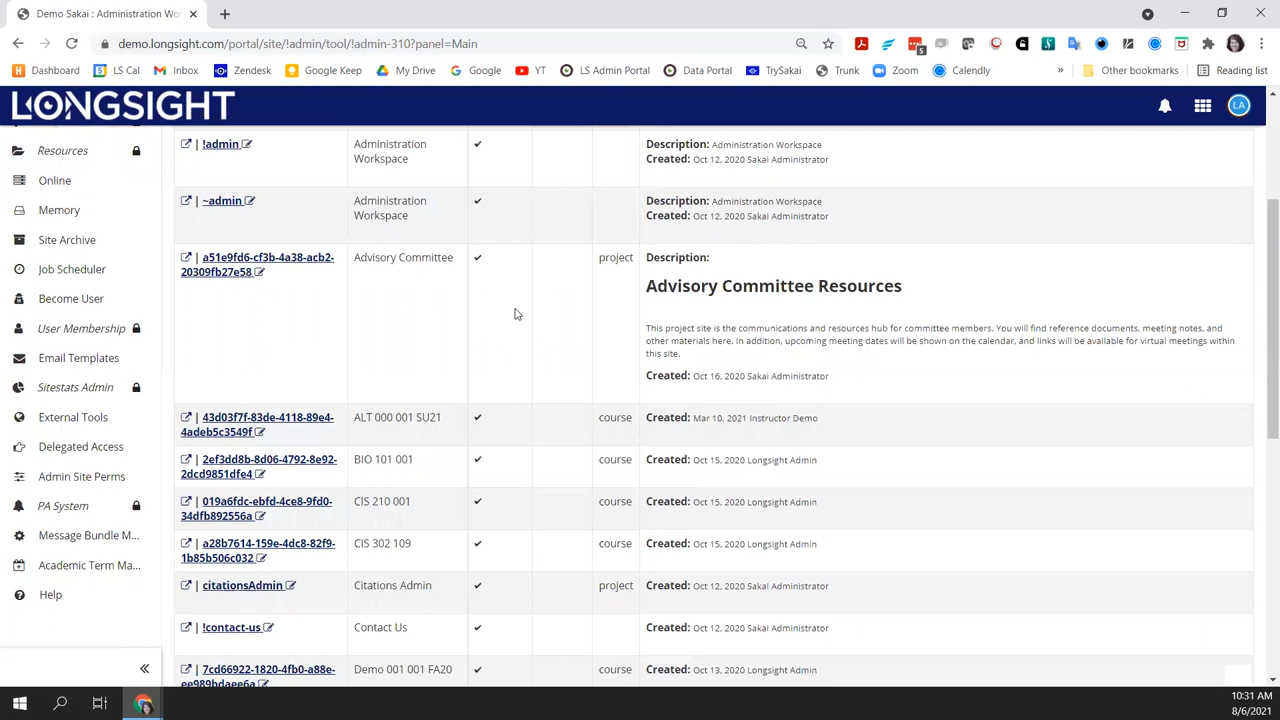 Demo Sakai : Administration Wo
demo.longsight.com/portal/site/!admin/tool/!admin-310?panel=Main
5
Dashboard
LS Cal
Inbox
Zendesk
Google Keep
My Drive
Google
YT
LS Admin Portal
Data Portal
TrySakai
Trunk
Zoom
Calendly
»
Other bookmarks
Reading list
LONGSIGHT
LA
Resources
Online
Memory
Site Archive
Job Scheduler
Become User
User Membership
Email Templates
Sitestats Admin
External Tools
Delegated Access
Admin Site Perms
PA System
Message Bundle M...
Academic Term Ma...
Help
«
| !admin
Administration
Workspace
✔
Description: Administration Workspace
Created: Oct 12, 2020 Sakai Administrator
| ~admin
Administration
Workspace
✔
Description: Administration Workspace
Created: Oct 12, 2020 Sakai Administrator
| a51e9fd6-cf3b-4a38-acb2-
20309fb27e58
Advisory Committee
✔
project
Description:
Advisory Committee Resources
This project site is the communications and resources hub for committee members. You will find reference documents, meeting notes, and
other materials here. In addition, upcoming meeting dates will be shown on the calendar, and links will be available for virtual meetings within
this site.
Created: Oct 16, 2020 Sakai Administrator
| 43d03f7f-83de-4118-89e4-
4adeb5c3549f
ALT 000 001 SU21
✔
course
Created: Mar 10, 2021 Instructor Demo
| 2ef3dd8b-8d06-4792-8e92-
2dcd9851dfe4
BIO 101 001
✔
course
Created: Oct 15, 2020 Longsight Admin
| 019a6fdc-ebfd-4ce8-9fd0-
34dfb892556a
CIS 210 001
✔
course
Created: Oct 15, 2020 Longsight Admin
| a28b7614-159e-4dc8-82f9-
1b85b506c032
CIS 302 109
✔
course
Created: Oct 15, 2020 Longsight Admin
| citationsAdmin
Citations Admin
✔
project
Created: Oct 12, 2020 Sakai Administrator
| !contact-us
Contact Us
✔
Created: Oct 12, 2020 Sakai Administrator
| 7cd66922-1820-4fb0-a88e-
ee989bdaee6a
Demo 001 001 FA20
✔
course
Created: Oct 13, 2020 Longsight Admin
10:31 AM
8/6/2021